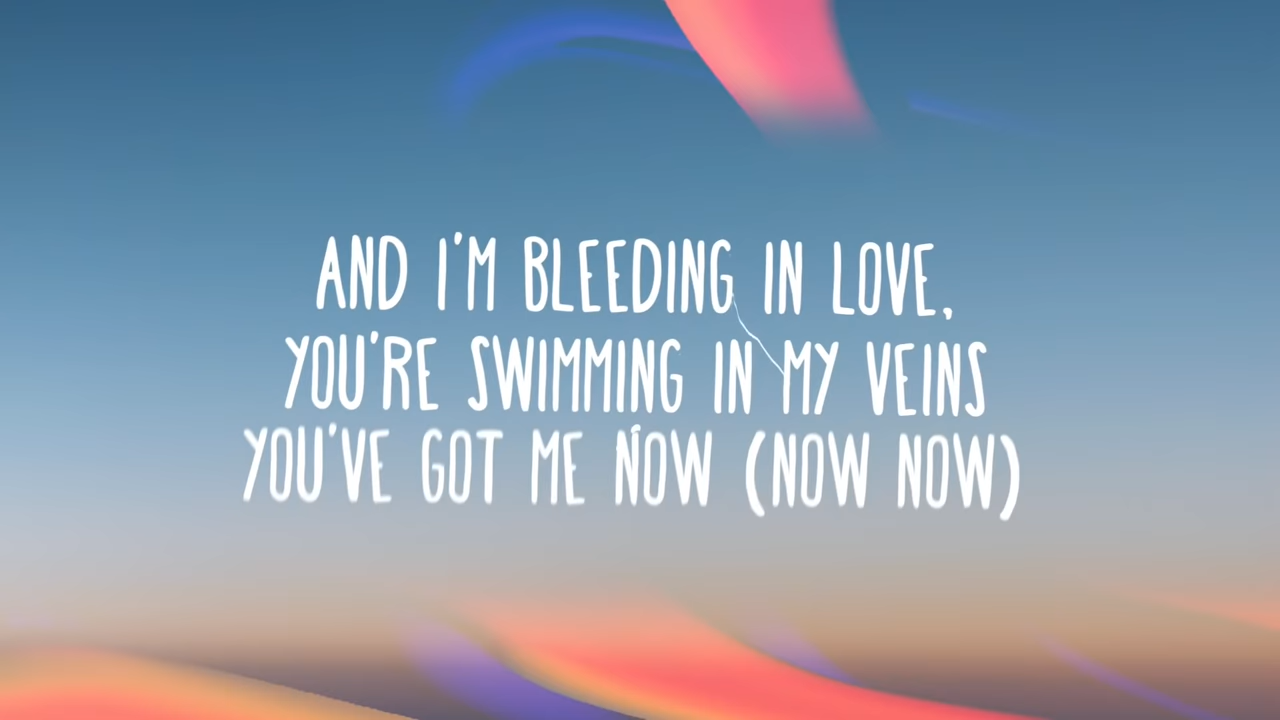 AND I'M BLEEDING IN LOVE,
YOU'RE SWIMMING IN MY VEINS
YOU'VE GOT ME NOW (NOW NOW)